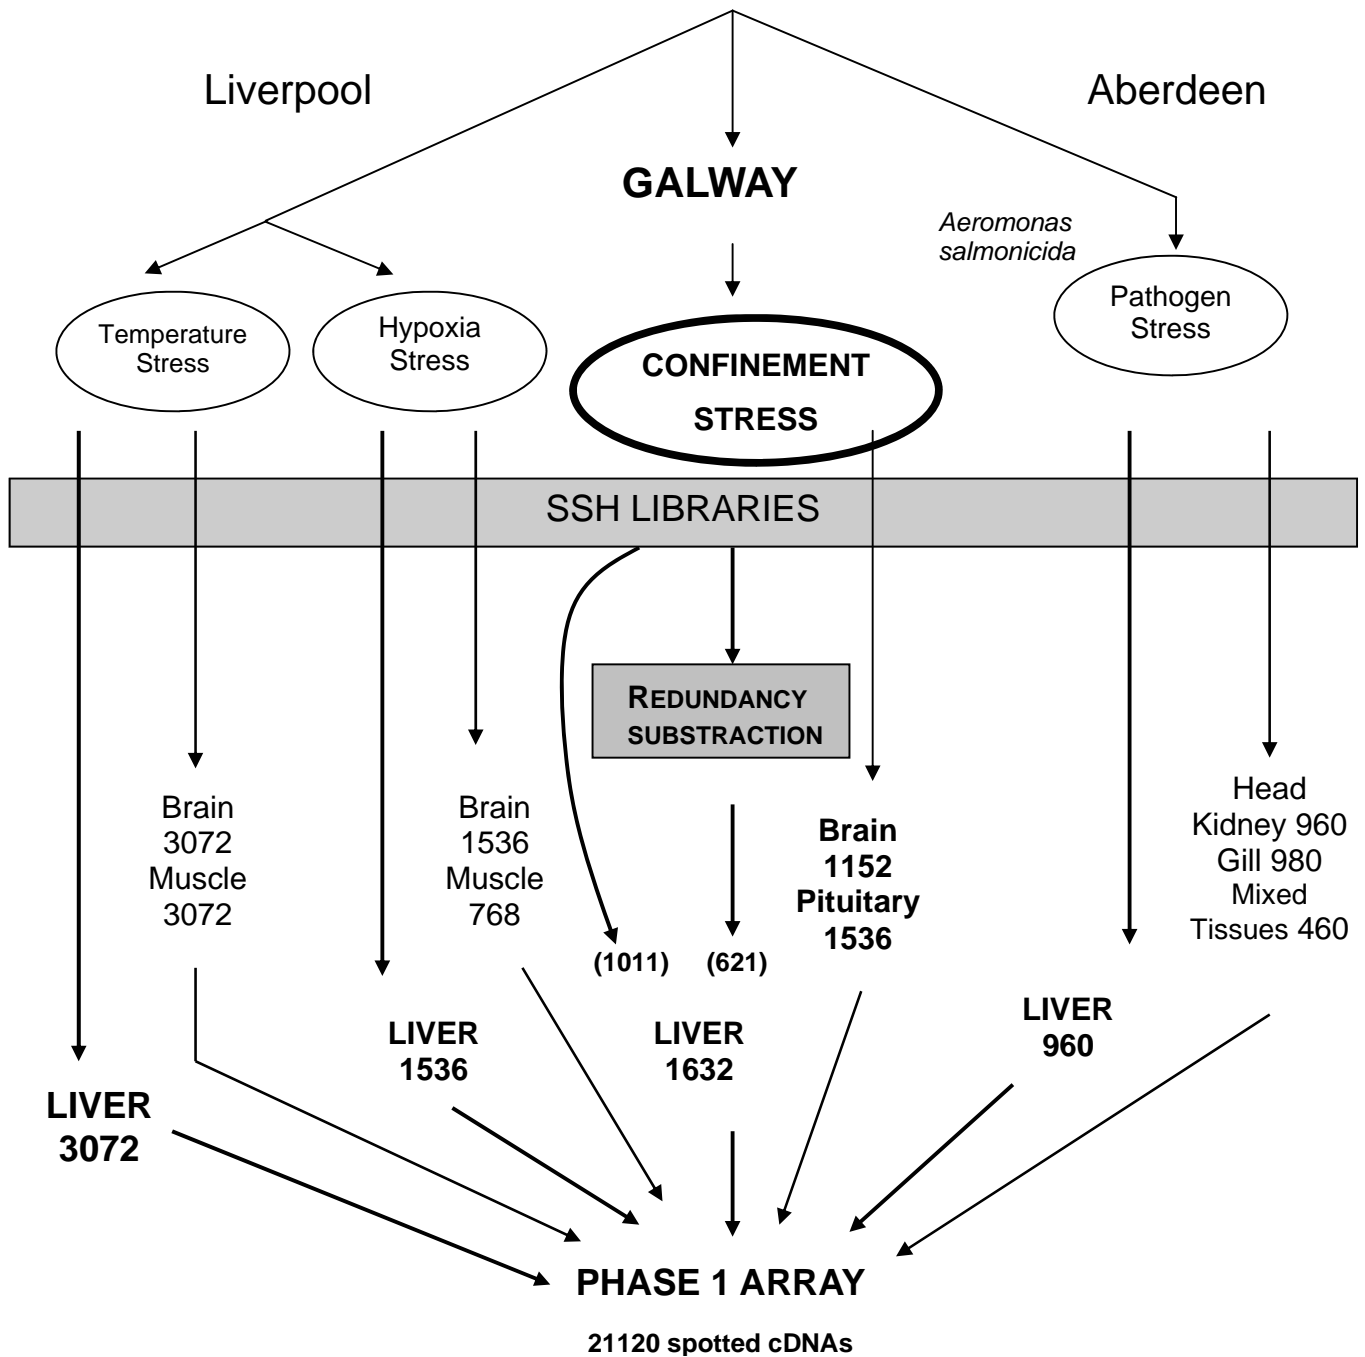 Liverpool
Aberdeen
GALWAY
Aeromonas
salmonicida
Temperature
Stress
Hypoxia
Stress
CONFINEMENT
STRESS
Pathogen
Stress
SSH LIBRARIES
REDUNDANCY
SUBSTRACTION
Brain
3072
Muscle
3072
Brain
1536
Muscle
768
(1011)
(621)
Brain
1152
Pituitary
1536
Head
Kidney 960
Gill 980
Mixed
Tissues 460
LIVER
3072
LIVER
1536
LIVER
1632
LIVER
960
PHASE 1 ARRAY
21120 spotted cDNAs